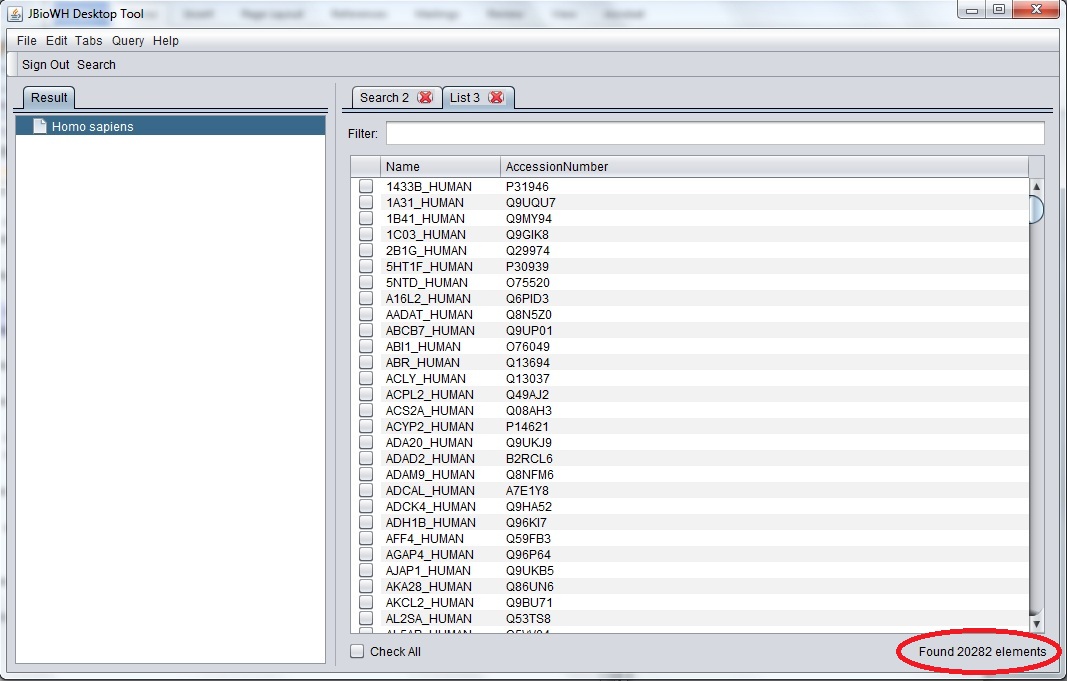 JBioWH Desktop Tool
File Edit Tabs Query Help
Sign Out Search
Result
Search 2 List 3
Homo sapiens
Filter:
Name AccessionNumber
1433B_HUMAN P31946
1A31_HUMAN Q9UQU7
1B41_HUMAN Q9MY94
1C03_HUMAN Q9GIK8
2B1G_HUMAN Q29974
5HT1F_HUMAN P30939
5NTD_HUMAN O75520
A16L2_HUMAN Q6PID3
AADAT_HUMAN Q8N5Z0
ABCB7_HUMAN Q9UP01
ABI1_HUMAN O76049
ABR_HUMAN Q13694
ACLY_HUMAN Q13037
ACPL2_HUMAN Q49AJ2
ACS2A_HUMAN Q08AH3
ACYP2_HUMAN P14621
ADA20_HUMAN Q9UKJ9
ADAD2_HUMAN B2RCL6
ADAM9_HUMAN Q8NFM6
ADCAL_HUMAN A7E1Y8
ADCK4_HUMAN Q9HA52
ADH1B_HUMAN Q96KI7
AFF4_HUMAN Q59FB3
AGAP4_HUMAN Q96P64
AJAP1_HUMAN Q9UKB5
AKA28_HUMAN Q86UN6
AKCL2_HUMAN Q9BU71
AL2SA_HUMAN Q53TS8
Check All Found 20282 elements